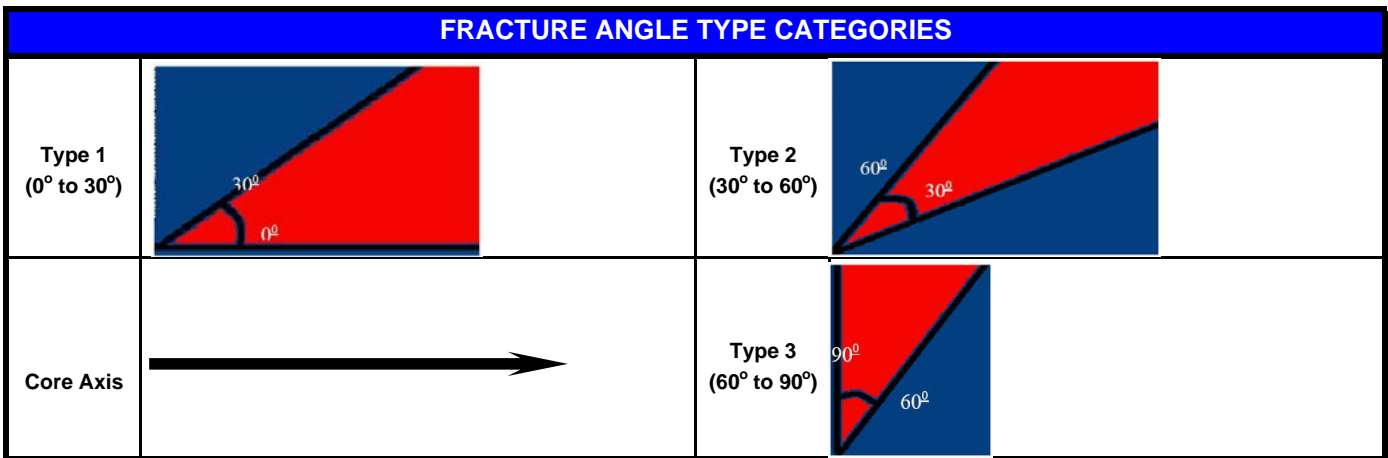 FRACTURE ANGLE TYPE CATEGORIES
Type 1
(0° to 30°)
30º
0º
Type 2
(30° to 60°)
60º
30º
Core Axis
Type 3
(60° to 90°)
90º
60º